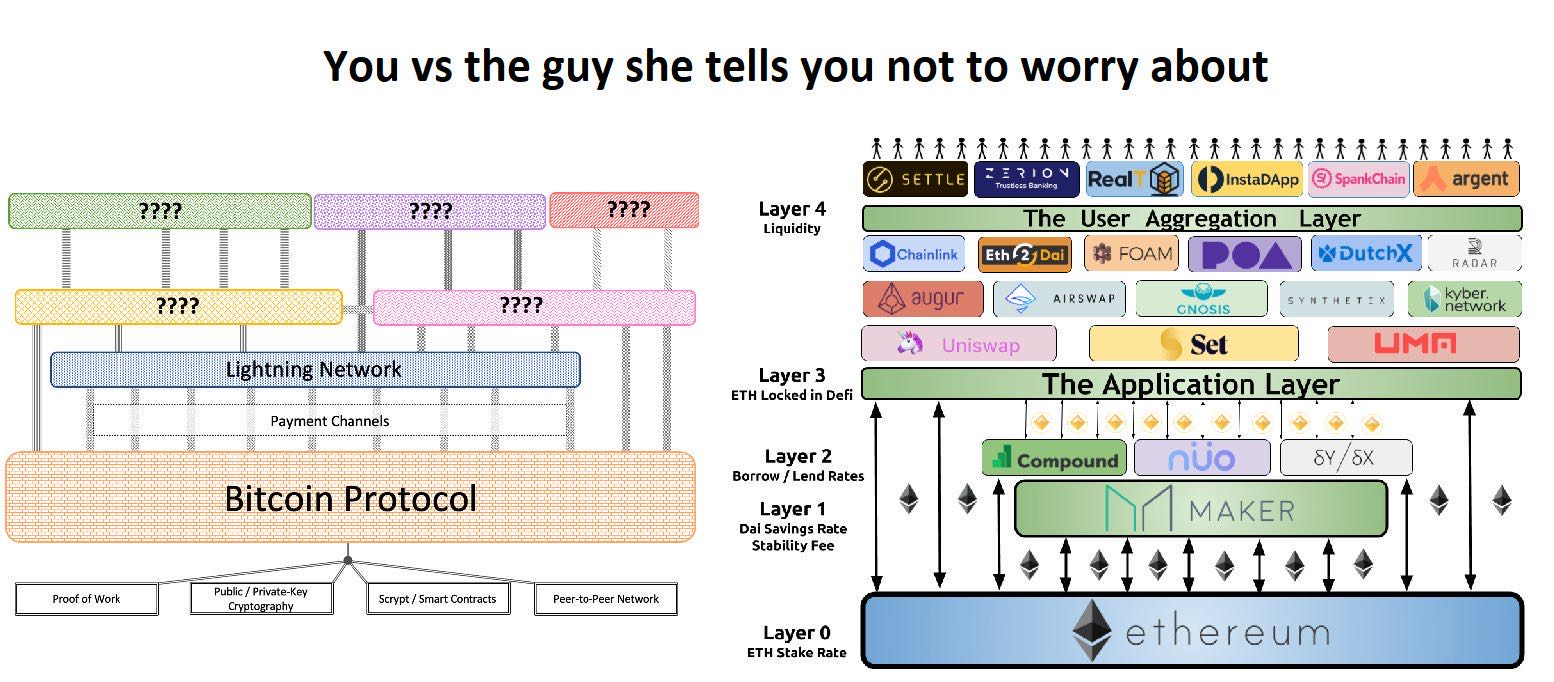 You vs the guy she tells you not to worry about
????
????
????
????
????
Lightning Network
Payment Channels
Bitcoin Protocol
Proof of Work
Public / Private-Key
Cryptography
Scrypt / Smart Contracts
Peer-to-Peer Network
SETTLE
ZERION
Trustless Banking
RealT
InstaDApp
SpankChain
argent
Layer 4
Liquidity
The User Aggregation Layer
Chainlink
Eth2Dai
FOAM
POA
DutchX
RADAR
augur
AIRSWAP
GNOSIS
SYNTHETIX
kyber.
network
Uniswap
Set
UMA
Layer 3
ETH Locked in Defi
The Application Layer
Layer 2
Borrow / Lend Rates
Compound
nüo
δY/δX
Layer 1
Dai Savings Rate
Stability Fee
MAKER
Layer 0
ETH Stake Rate
ethereum